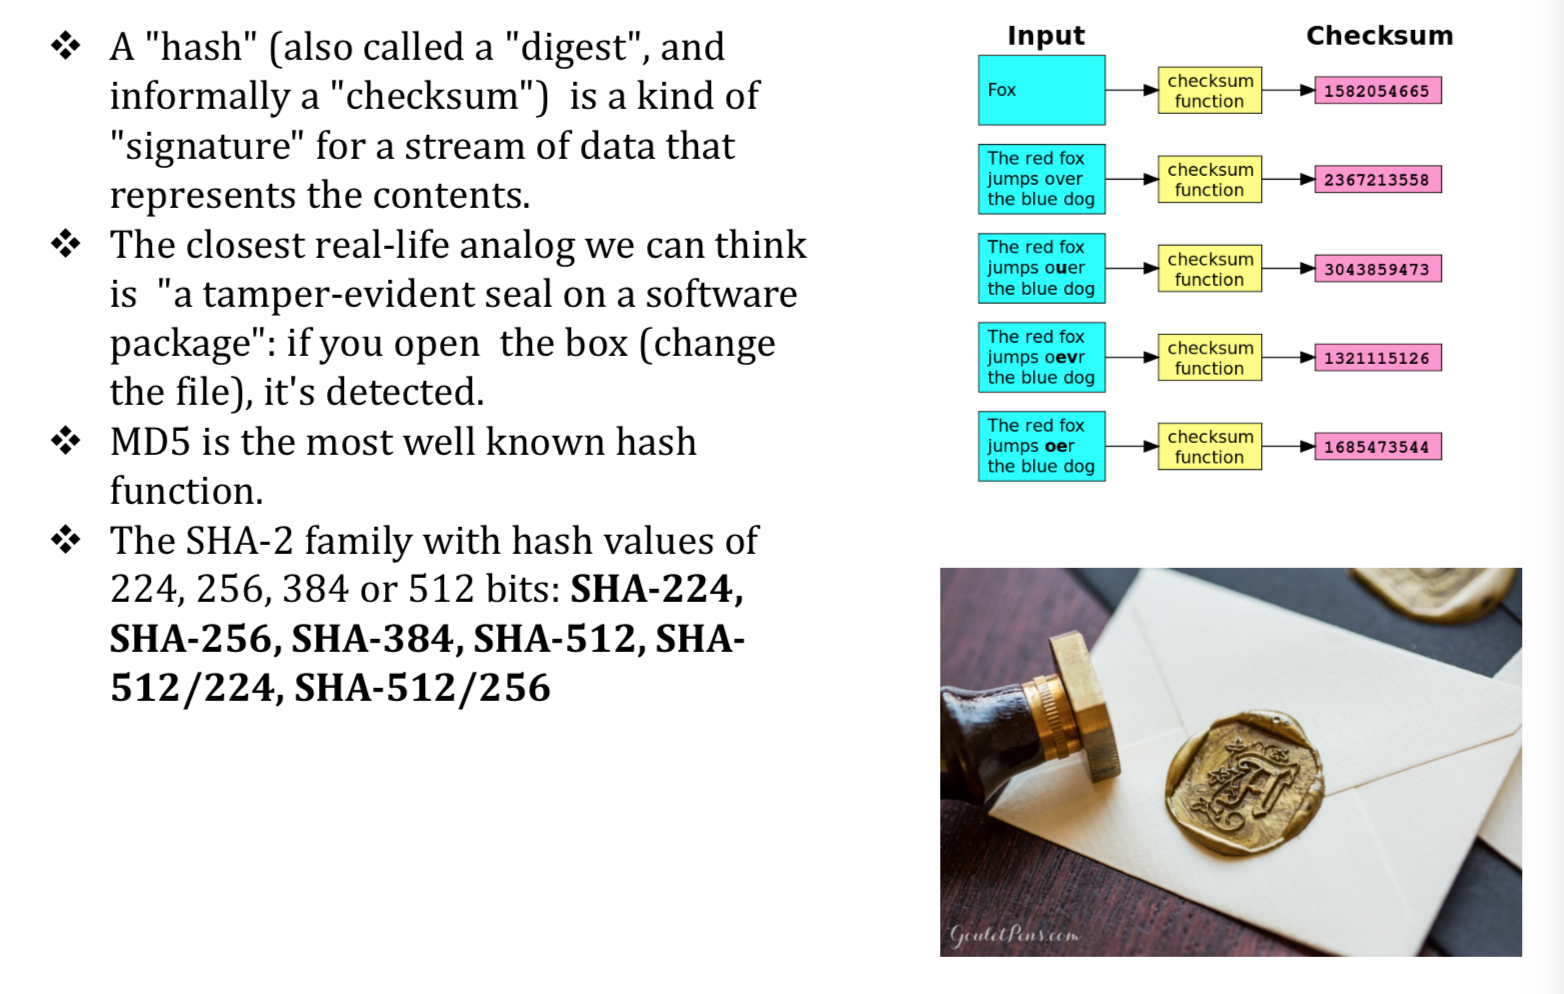 ❖ A "hash" (also called a "digest", and
informally a "checksum")  is a kind of
"signature" for a stream of data that
represents the contents.
❖ The closest real-life analog we can think
is  "a tamper-evident seal on a software
package": if you open  the box (change
the file), it's detected.
❖ MD5 is the most well known hash
function.
❖ The SHA-2 family with hash values of
224, 256, 384 or 512 bits: SHA-224,
SHA-256, SHA-384, SHA-512, SHA-
512/224, SHA-512/256
Input
Checksum
Fox
checksum
function
1582054665
The red fox
jumps over
the blue dog
checksum
function
2367213558
The red fox
jumps ouer
the blue dog
checksum
function
3043859473
The red fox
jumps oevr
the blue dog
checksum
function
1321115126
The red fox
jumps oer
the blue dog
checksum
function
1685473544
A
GouletPens.com